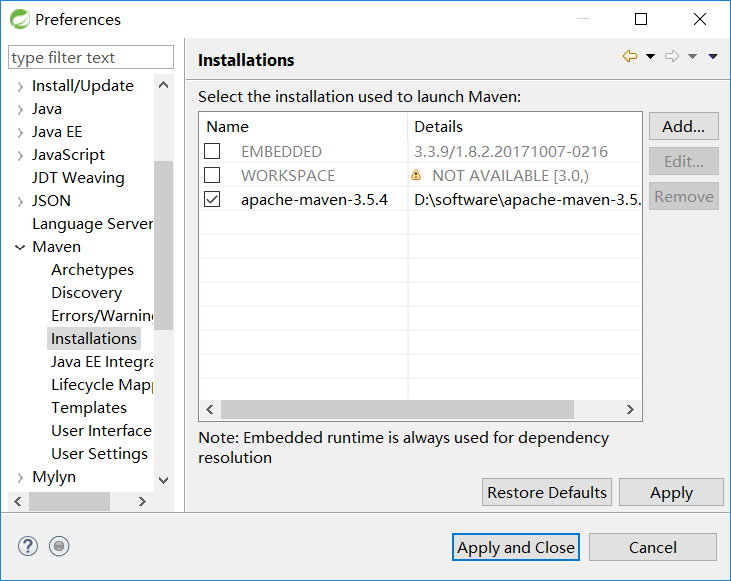 Preferences
type filter text
Install/Update
Java
Java EE
JavaScript
JDT Weaving
JSON
Language Server
Maven
Archetypes
Discovery
Errors/Warning
Installations
Java EE Integra
Lifecycle Map
Templates
User Interface
User Settings
Mylyn
Installations
Select the installation used to launch Maven:
Name Details
EMBEDDED 3.3.9/1.8.2.20171007-0216
WORKSPACE NOT AVAILABLE [3.0,)
apache-maven-3.5.4 D:\software\apache-maven-3.5.
Add...
Edit...
Remove
Note: Embedded runtime is always used for dependency
resolution
Restore Defaults Apply
Apply and Close Cancel